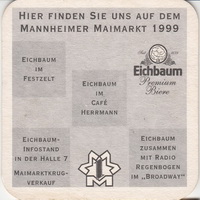 HIER FINDEN SIE UNS AUF DEM
MANNHEIMER MAIMARKT 1999
EICHBAUM
IM
FESTZELT
Eichbaum
Premium
Biere
EICHBAUM
IM
CAFÉ
HERRMANN
EICHBAUM-
INFOSTAND
IN DER HALLE 7
MAIMARKTKRUG-
VERKAUF
EICHBAUM
ZUSAMMEN
MIT RADIO
REGENBOGEN
IM „BROADWAY"